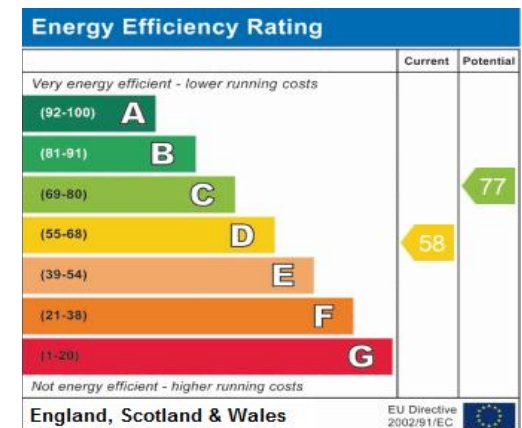 Energy Efficiency Rating
Current Potential
Very energy efficient - lower running costs
(92-100) A
(81-91) B
(69-80) C
77
(55-68) D
58
(39-54) E
(21-38) F
(1-20) G
Not energy efficient - higher running costs
England, Scotland & Wales
EU Directive
2002/91/EC